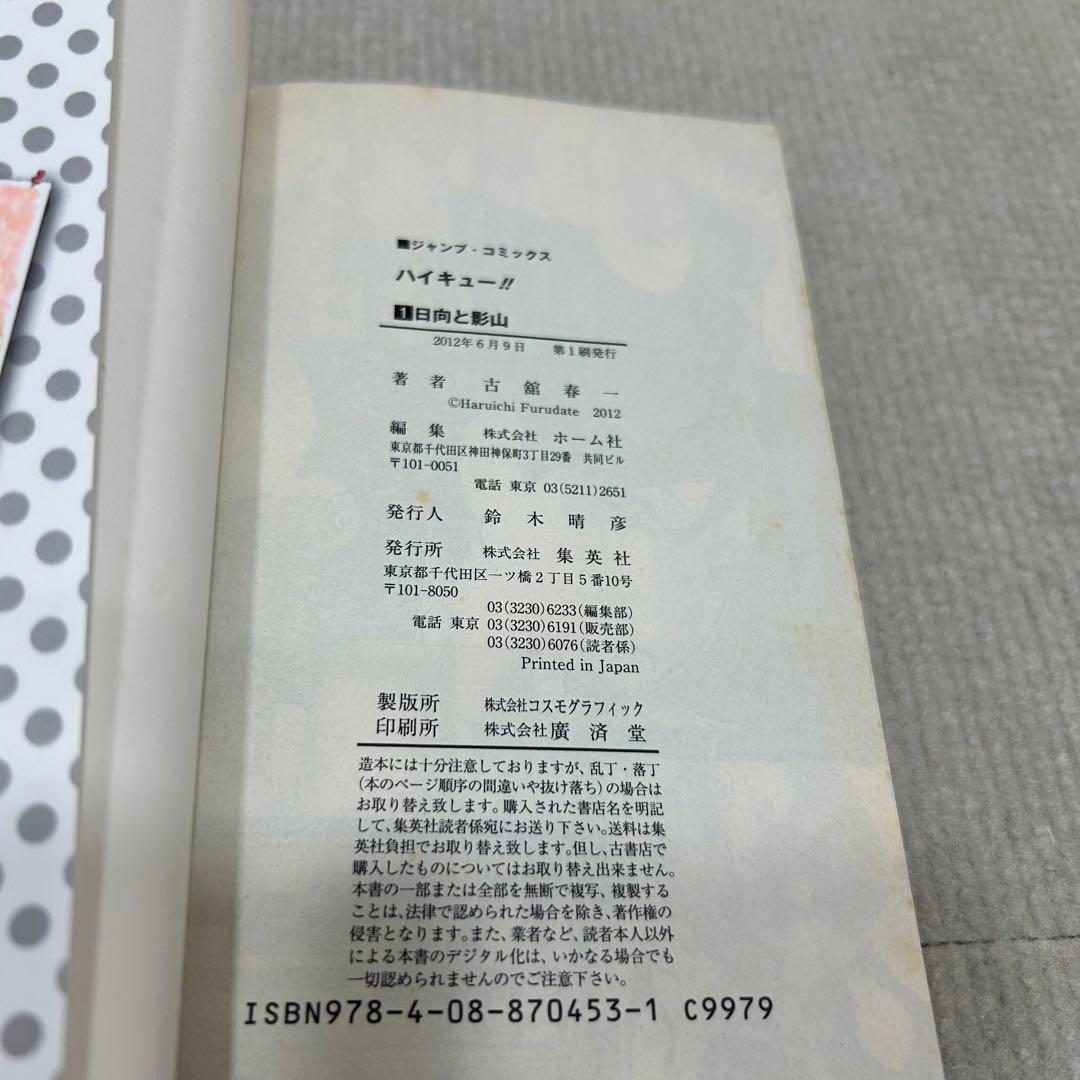 ■ジャンプ・コミックス
ハイキュー!!
1日向と影山
2012年6月9日 第1刷発行
著者 古舘春一
©Haruichi Furudate 2012
編集 株式会社 ホーム社
東京都千代田区神田神保町3丁目29番 共同ビル
〒101-0051
電話 東京 03(5211)2651
発行人 鈴木晴彦
発行所 株式会社 集英社
東京都千代田区一ツ橋2丁目5番10号
〒101-8050
03(3230)6233(編集部)
電話 東京 03(3230)6191(販売部)
03(3230)6076(読者係)
Printed in Japan
製版所 株式会社コスモグラフィック
印刷所 株式会社廣済堂
造本には十分注意しておりますが、乱丁・落丁
(本のページ順序の間違いや抜け落ち)の場合は
お取り替え致します。購入された書店名を明記
して、集英社読者係宛にお送り下さい。送料は集
英社負担でお取り替え致します。但し、古書店で
購入したものについてはお取り替え出来ません。
本書の一部または全部を無断で複写、複製する
ことは、法律で認められた場合を除き、著作権の
侵害となります。また、業者など、読者本人以外
による本書のデジタル化は、いかなる場合でも
一切認められませんのでご注意下さい。
ISBN978-4-08-870453-1 C9979